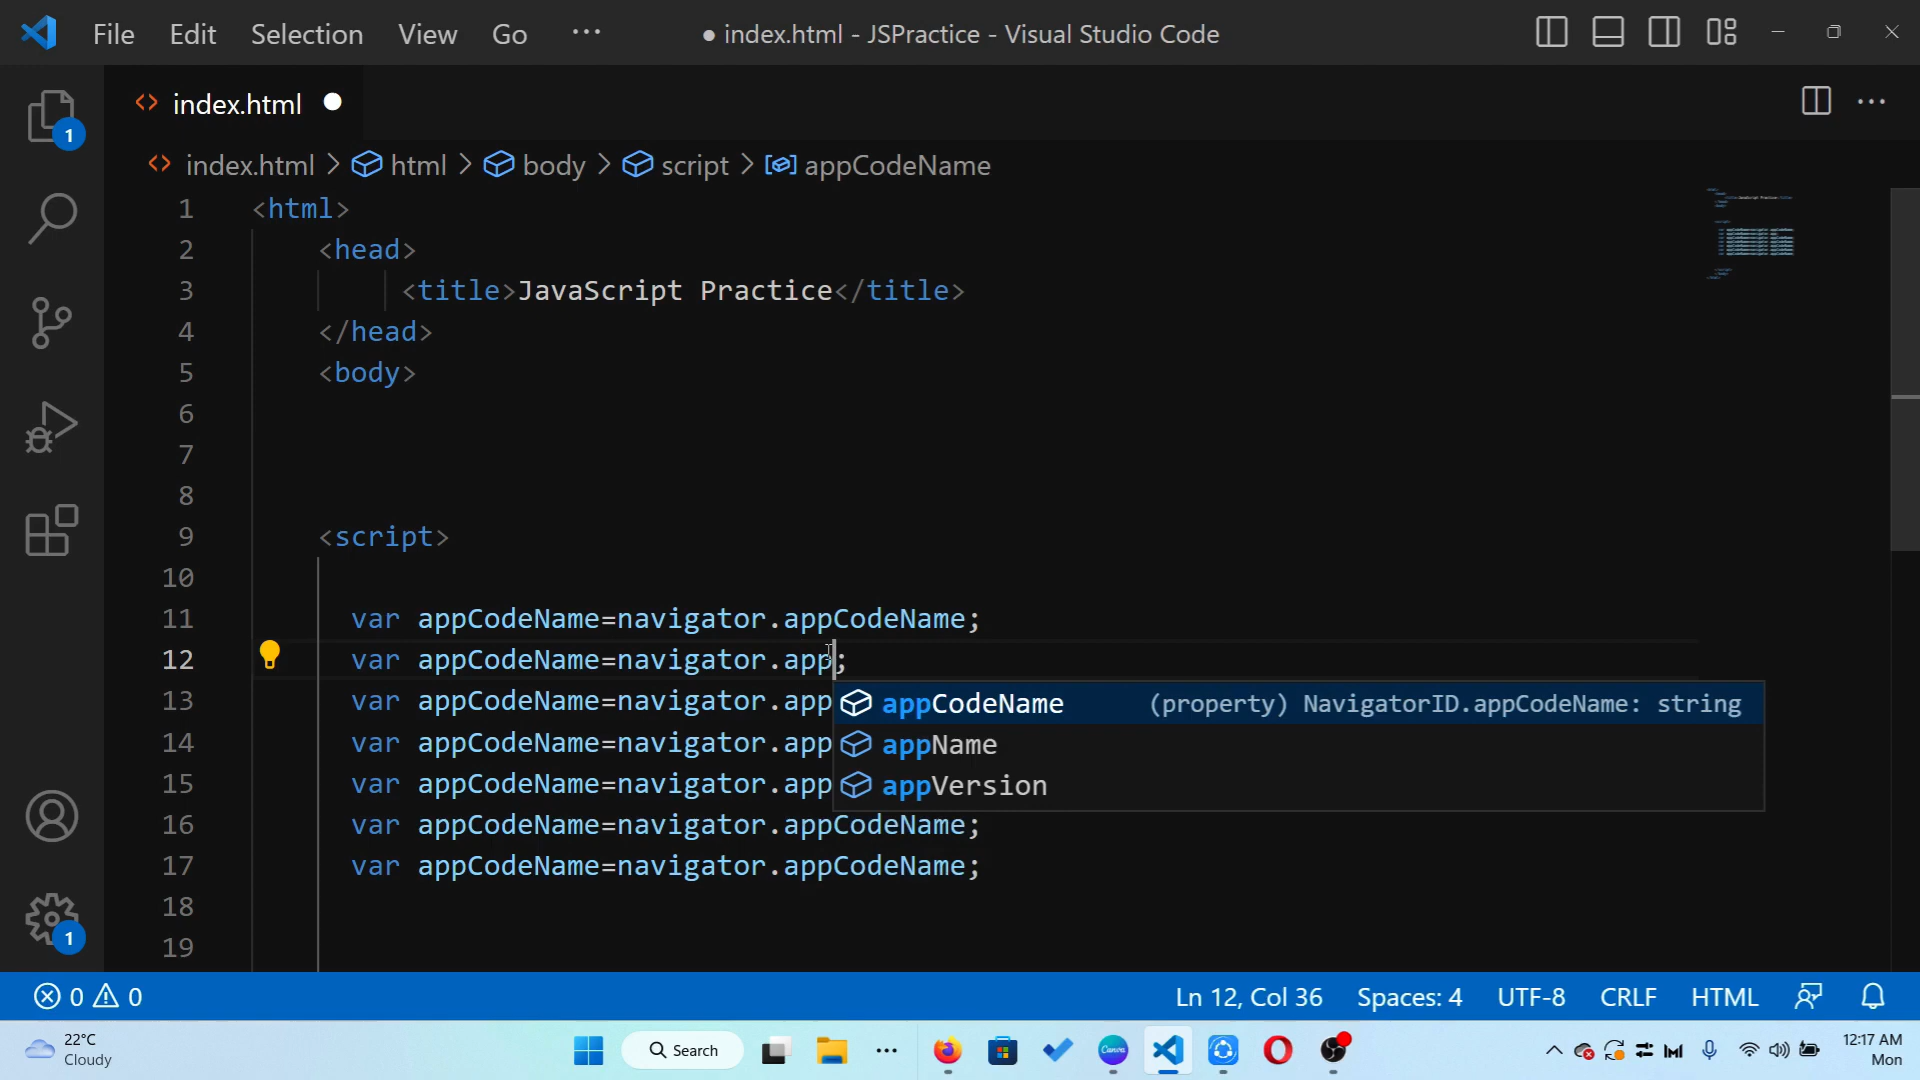 File Edit Selection View Go ··· ● index.html - JSPractice - Visual Studio Code
index.html
index.html > html > body > script > appCodeName
1 <html>
2 <head>
3 <title>JavaScript Practice</title>
4 </head>
5 <body>
6
7
8
9 <script>
10
11 var appCodeName=navigator.appCodeName;
12 var appCodeName=navigator.app;
13 var appCodeName=navigator.app
appCodeName (property) NavigatorID.appCodeName: string
14 var appCodeName=navigator.app
appName
15 var appCodeName=navigator.app
appVersion
16 var appCodeName=navigator.appCodeName;
17 var appCodeName=navigator.appCodeName;
18
19
1
1
0 0 Ln 12, Col 36 Spaces: 4 UTF-8 CRLF HTML
22°C
Cloudy
Search
Canva
12:17 AM
Mon